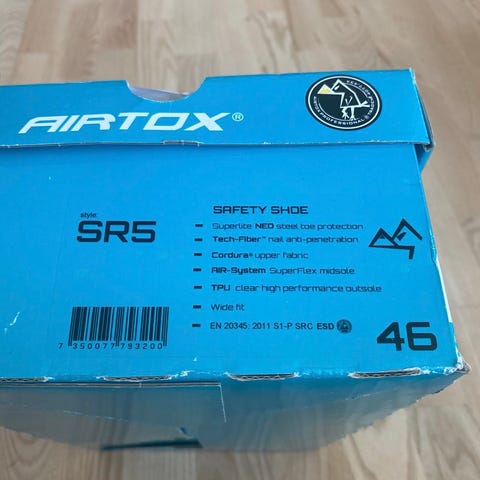 AIRTOX®
style:
SR5
SAFETY SHOE
- Superlite NEO steel toe protection
- Tech-Fiber™ nail anti-penetration
- Cordura® upper fabric
- AIR-System SuperFlex midsole
- TPU clear high performance outsole
- Wide fit
- EN 20345: 2011 S1-P SRC ESD
7 350077 793200
46